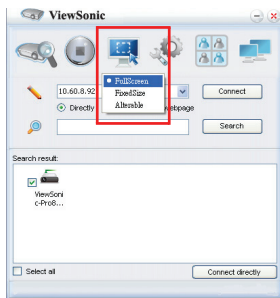 ViewSonic
FullScreen
FixedSize
Alterable
10.60.8.92
Connect
Directly
webpage
Search
Search result:
ViewSoni
c-Pro8...
Select all
Connect directly